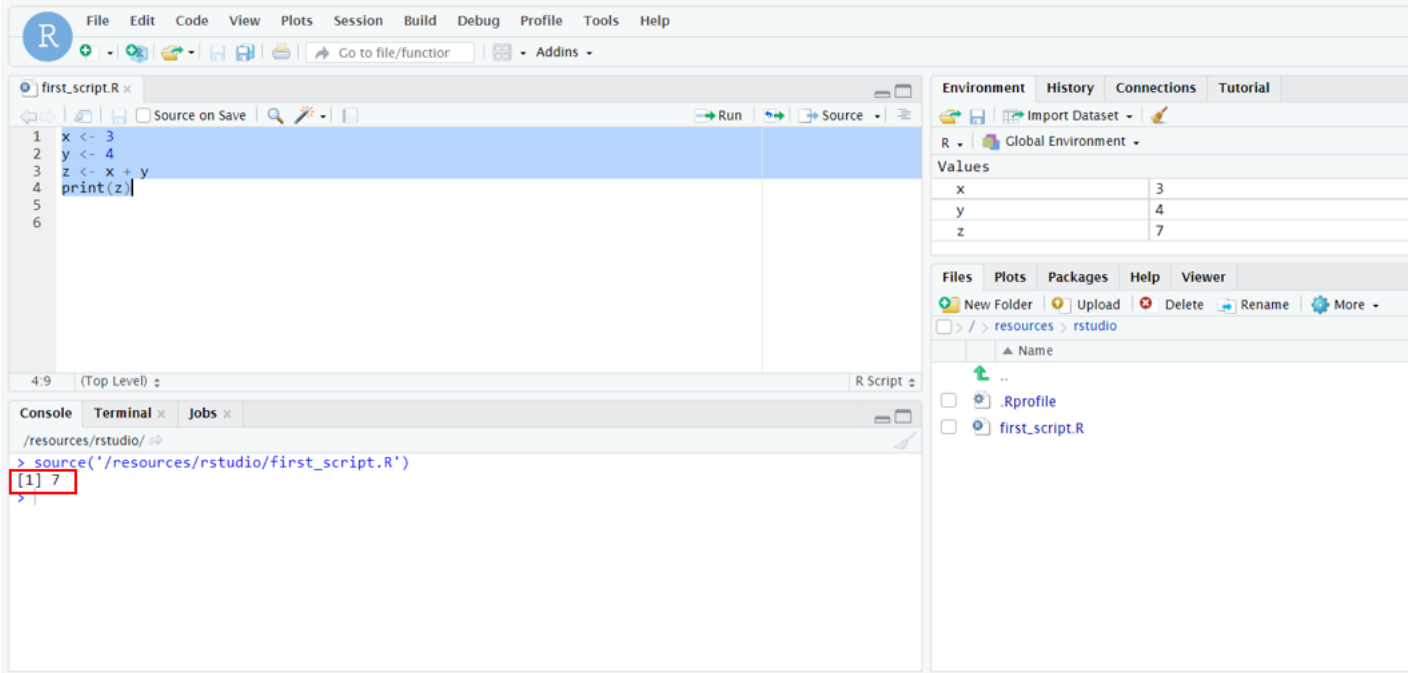 R
File Edit Code View Plots Session Build Debug Profile Tools Help
Go to file/function Addins
first_script.R
Source on Save Run Source
1 x <- 3
2 y <- 4
3 z <- x + y
4 print(z)
5
6
4:9 (Top Level) R Script
Console Terminal Jobs
/resources/rstudio/
> source('/resources/rstudio/first_script.R')
[1] 7
>
Environment History Connections Tutorial
Import Dataset
R Global Environment
Values
x 3
y 4
z 7
Files Plots Packages Help Viewer
New Folder Upload Delete Rename More
/ resources rstudio
Name
..
.Rprofile
first_script.R